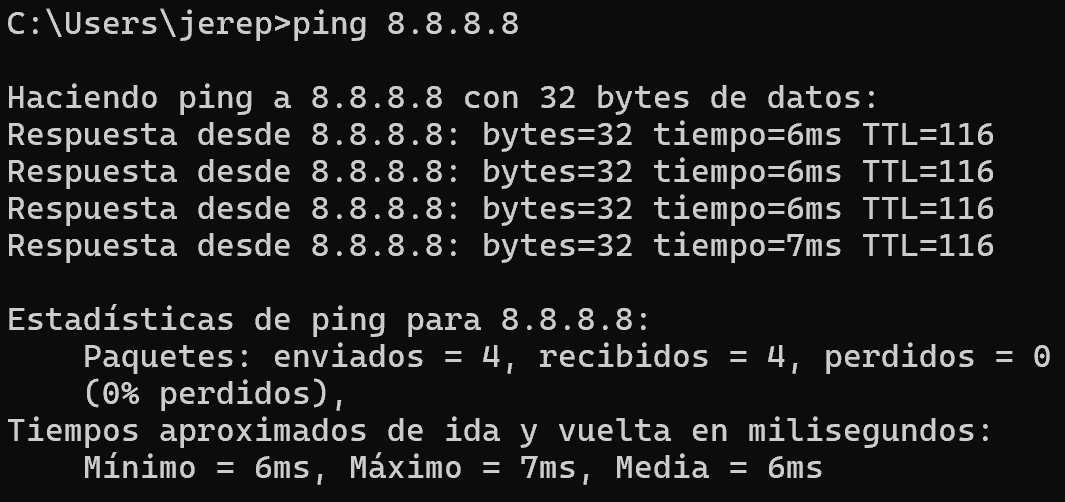 C:\Users\jerep>ping 8.8.8.8
Haciendo ping a 8.8.8.8 con 32 bytes de datos:
Respuesta desde 8.8.8.8: bytes=32 tiempo=6ms TTL=116
Respuesta desde 8.8.8.8: bytes=32 tiempo=6ms TTL=116
Respuesta desde 8.8.8.8: bytes=32 tiempo=6ms TTL=116
Respuesta desde 8.8.8.8: bytes=32 tiempo=7ms TTL=116
Estadísticas de ping para 8.8.8.8:
Paquetes: enviados = 4, recibidos = 4, perdidos = 0
(0% perdidos),
Tiempos aproximados de ida y vuelta en milisegundos:
Mínimo = 6ms, Máximo = 7ms, Media = 6ms